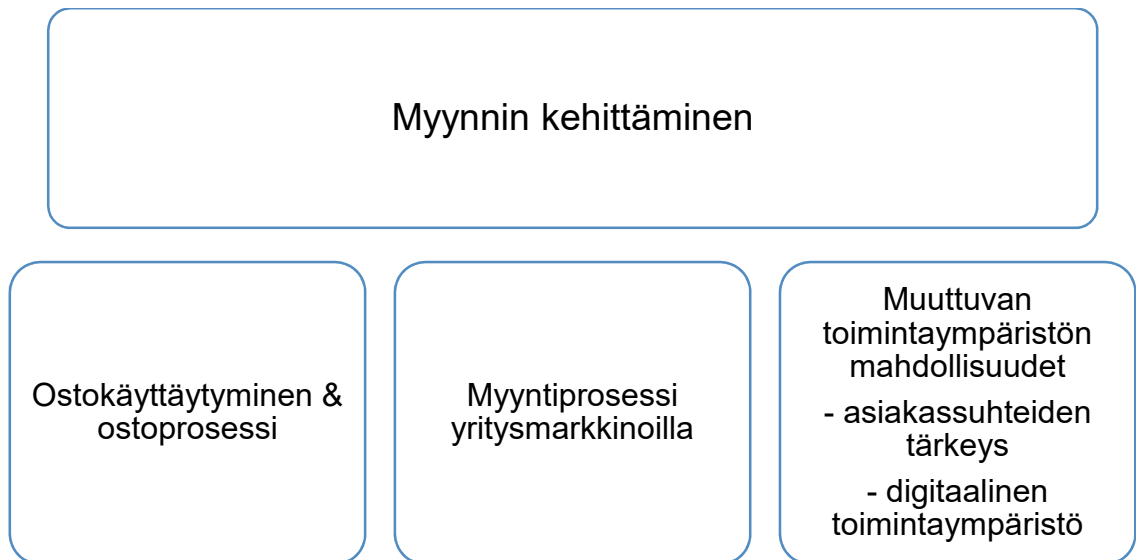 Myynnin kehittäminen
Ostokäyttäytyminen &
ostoprosessi
Myyntiprosessi
yritysmarkkinoilla
Muuttuvan
toimintaympäristön
mahdollisuudet
- asiakassuhteiden
tärkeys
- digitaalinen
toimintaympäristö